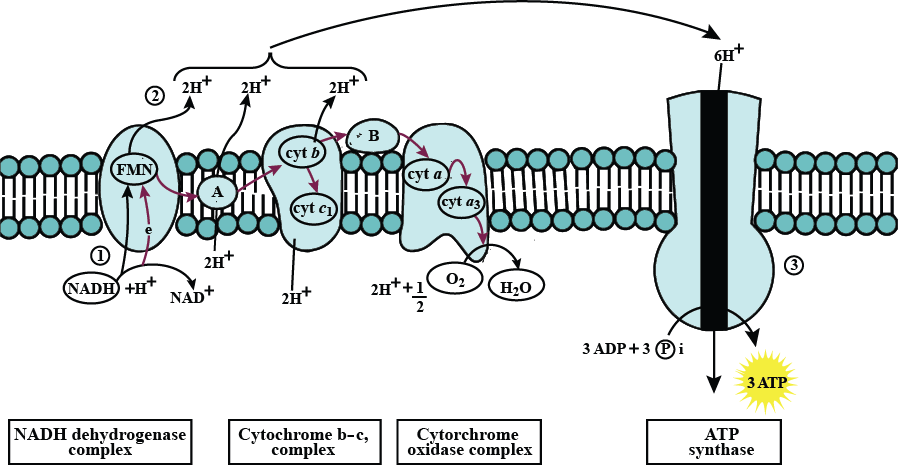 6H+
2H+
2H+
2H+
2
B
cyt b
FMN
cyt a
A
cyt c1
cyt a3
e
1
2H+
3
NADH
+H+
NAD+
2H+
2H+ + 1/2
O2
H2O
3 ADP + 3 P i
3 ATP
NADH dehydrogenase
complex
Cytochrome b-c,
complex
Cytorchrome
oxidase complex
ATP
synthase